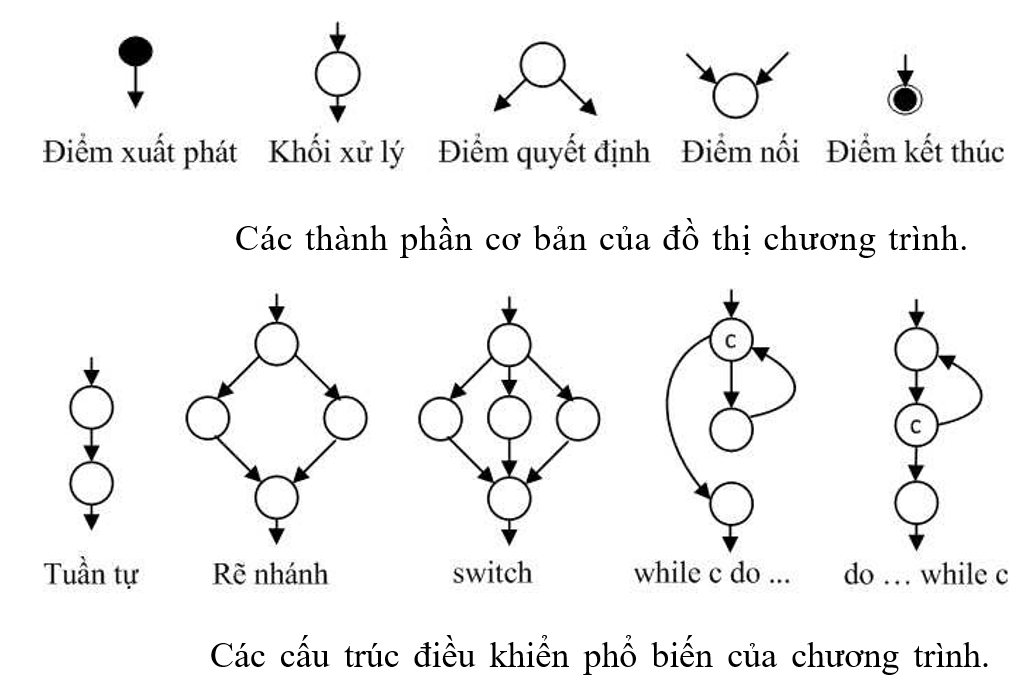 Điểm xuất phát Khối xử lý Điểm quyết định Điểm nối Điểm kết thúc
Các thành phần cơ bản của đồ thị chương trình.
c
c
Tuần tự Rẽ nhánh switch while c do ... do … while c
Các cấu trúc điều khiển phổ biến của chương trình.